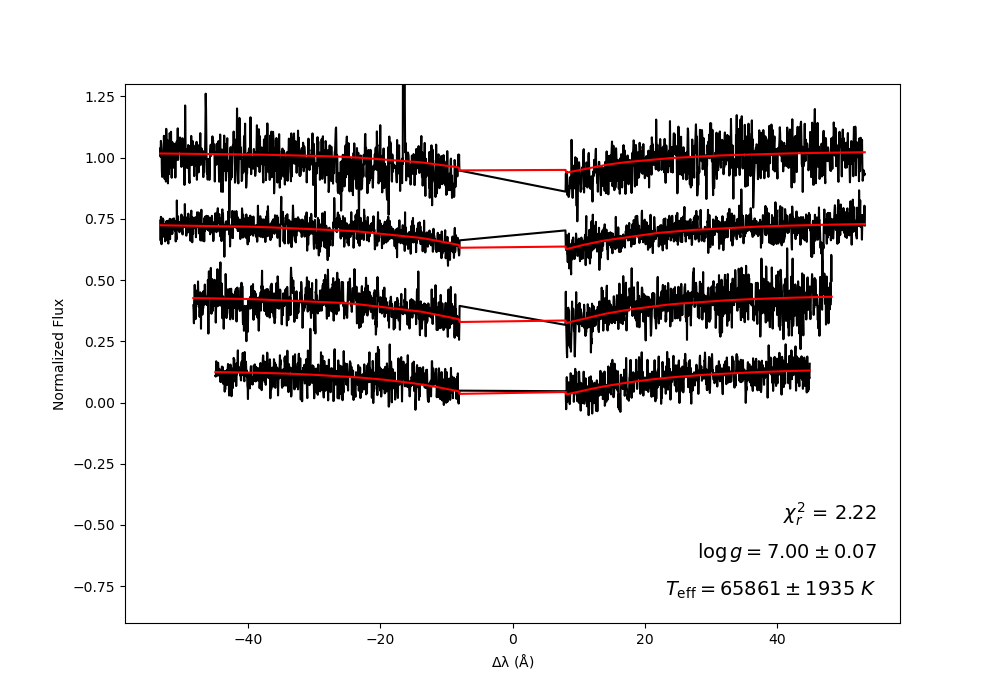 1.25
1.00
0.75
0.50
0.25
0.00
−0.25
−0.50
−0.75
Normalized Flux
χ²ᵣ = 2.22
log g = 7.00 ± 0.07
T_eff = 65861 ± 1935 K
−40 −20 0 20 40
Δλ (Å)